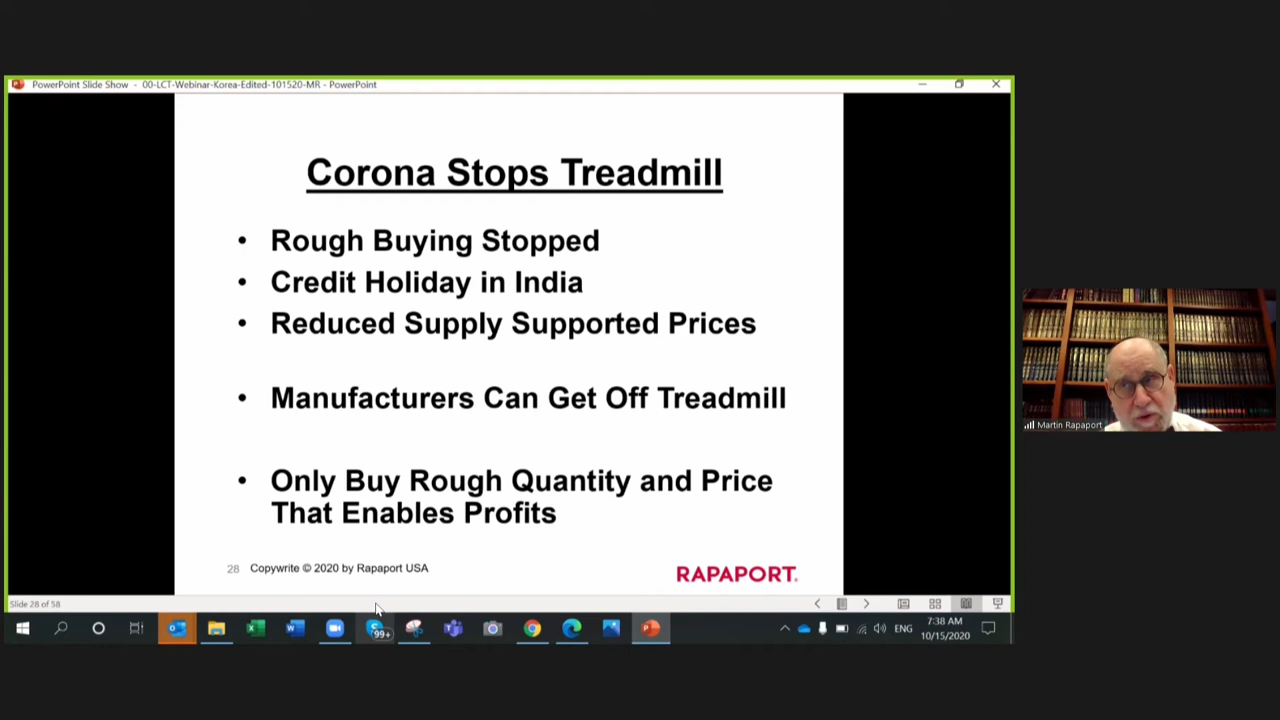 PowerPoint Slide Show - 00-LCT-Webinar-Korea-Edited-101520-MR - PowerPoint
Corona Stops Treadmill
• Rough Buying Stopped
• Credit Holiday in India
• Reduced Supply Supported Prices
• Manufacturers Can Get Off Treadmill
• Only Buy Rough Quantity and Price
That Enables Profits
28 Copywrite © 2020 by Rapaport USA
RAPAPORT.
Martin Rapaport
Slide 28 of 58
99+
ENG
7:38 AM
10/15/2020